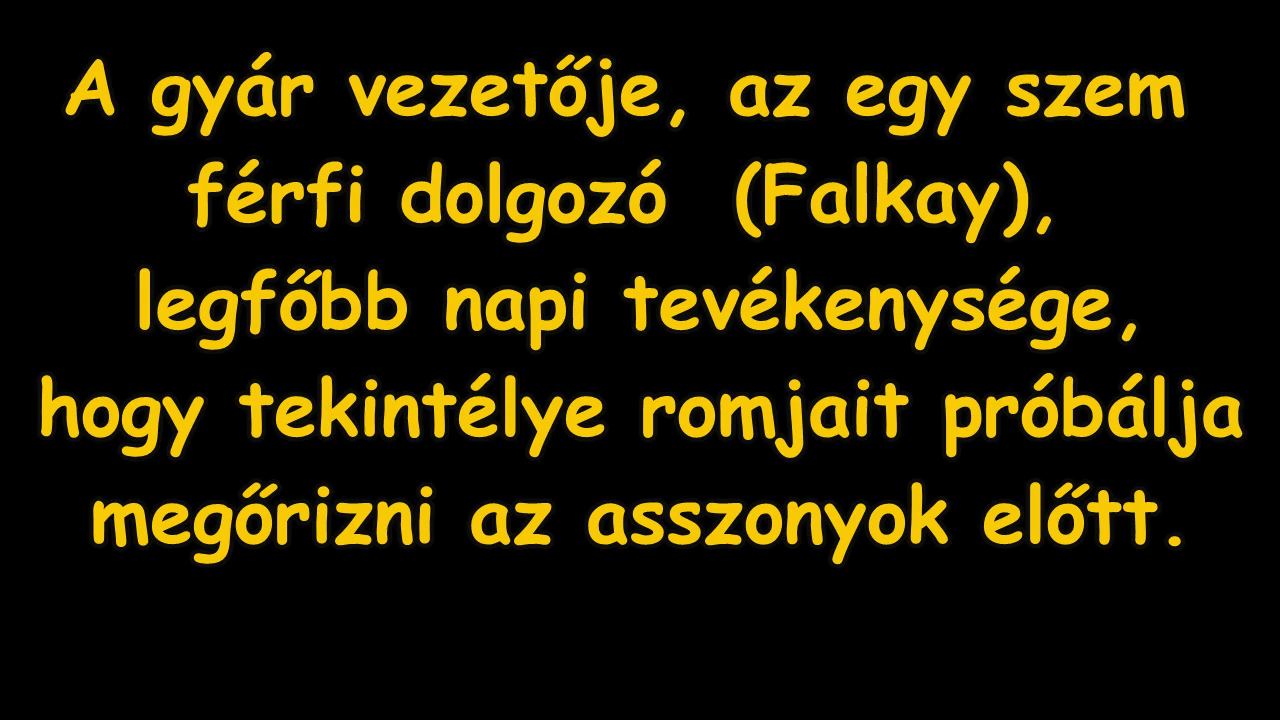 A gyár vezetője, az egy szem
férfi dolgozó (Falkay),
legfőbb napi tevékenysége,
hogy tekintélye romjait próbálja
megőrizni az asszonyok előtt.